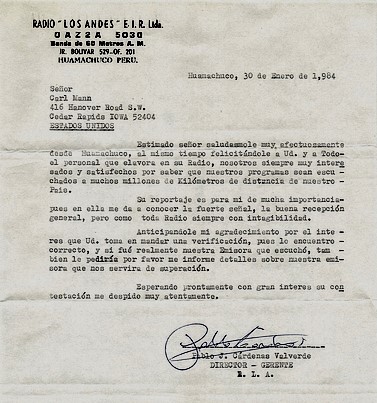 RADIO "LOS ANDES" E. I. R. Ltda.
OAZ2A 5030
Banda de 60 Metros A. M.
JR. BOLIVAR 529-OF. 201
HUAMACHUCO PERU.
Huamachuco, 30 de Enero de 1,984
Señor
Carl Mann
416 Hanover Road S.W.
Cedar Rapids IOWA 52404
ESTADOS UNIDOS
Estimado señor saludandole muy afectuosamente
desde Huamachuco, al mismo tiempo felicitándole a Ud. y a Todo-
el personal que elavora en su Radio, nosotros siempre muy intere
sados y satisfechos por saber que nuestros programas sean escu -
chados a muchos millones de Kilómetros de distancia de nuestro -
Pais.
Su reportaje es para mi de mucha importancia-
pues en ella me da a conocer la fuerte señal, la buena recepción
general, pero como toda Radio siempre con intagibilidad.
Anticipandole mi agradecimiento por el inte -
res que Ud. toma en mandar una verificación, pues lo encuentro
correcto, y si fué realmente nuestra Emisora que escuchó, tam -
bien le pediría por favor me informe detalles sobre nuestra emi
sora que nos servira de superación.
Esperando prontamente con gran interes su con
testación me despido muy atentamente.
Pablo J. Cárdenas Valverde
DIRECTOR - GERENTE
R. L. A.